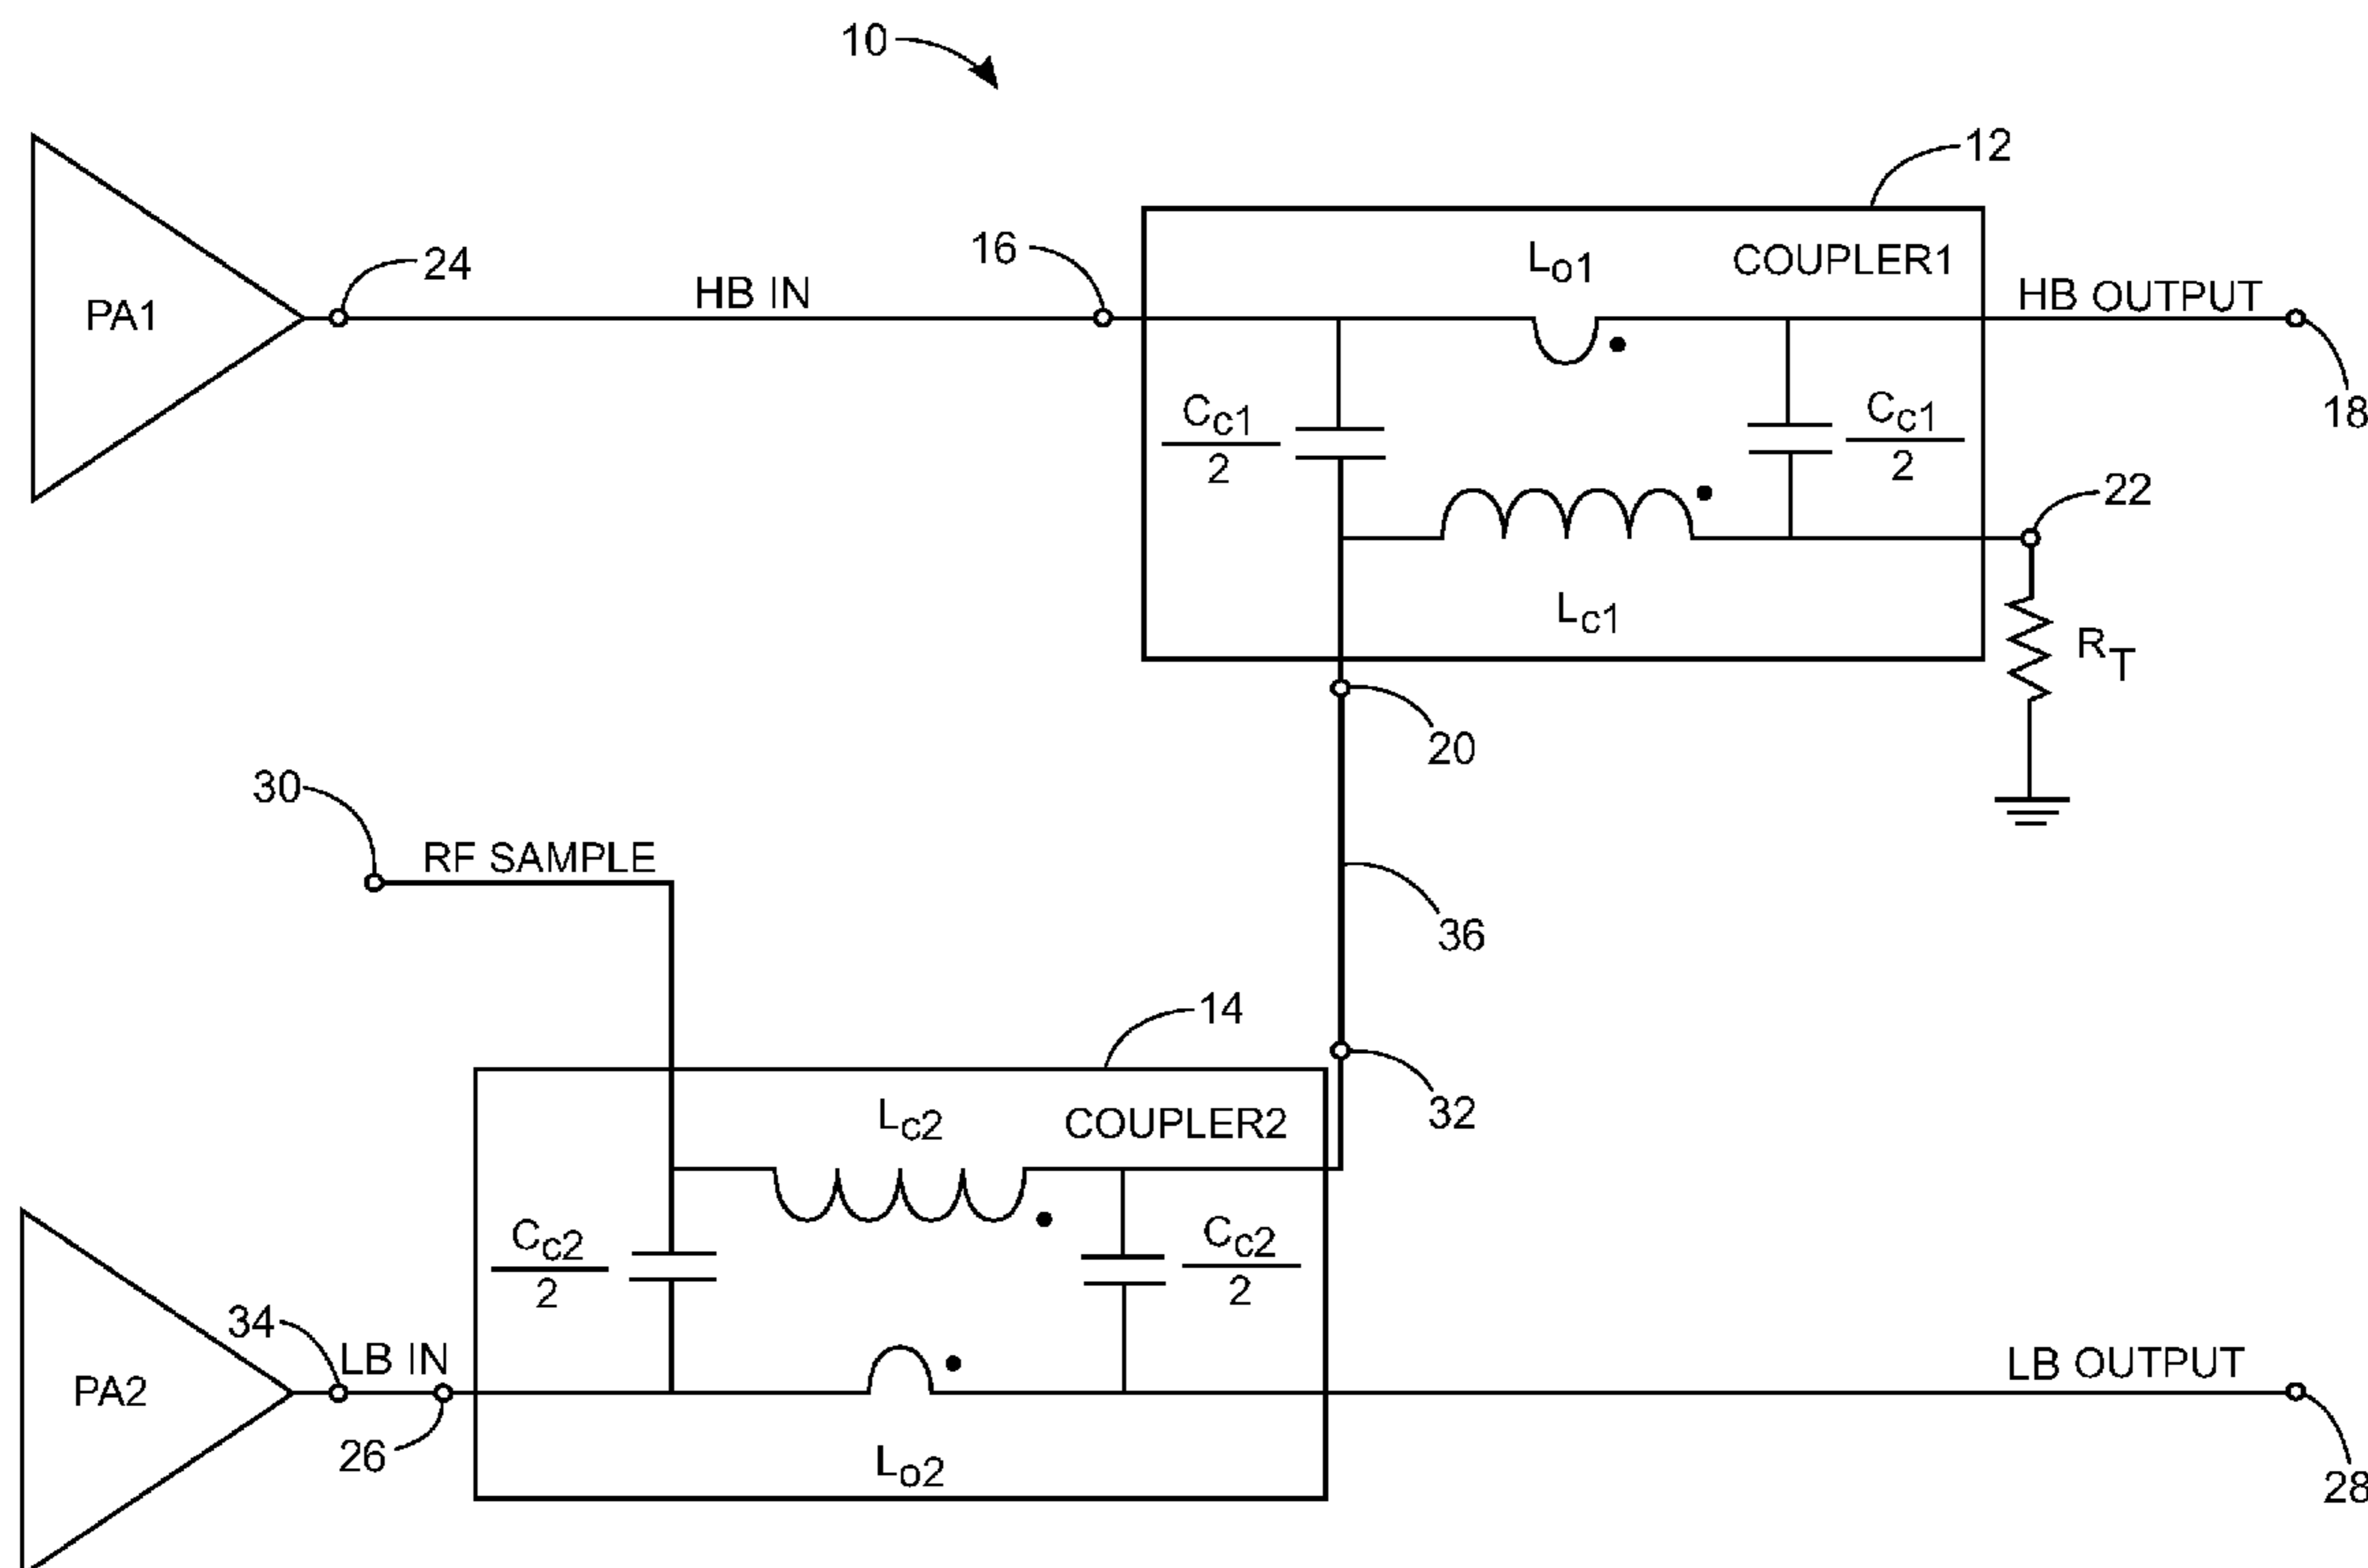 10
12
16
24
PA1
HB IN
Lo1
COUPLER1
HB OUTPUT
18
Cc1
2
Cc1
2
22
Lc1
RT
20
30
RF SAMPLE
36
14
32
Lc2
COUPLER2
Cc2
2
Cc2
2
34
LB IN
PA2
26
Lo2
LB OUTPUT
28